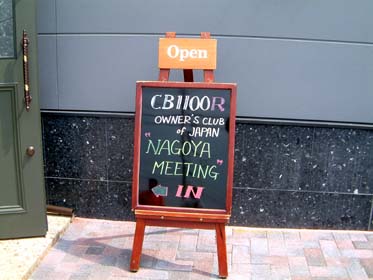 Open
CB1100R
OWNER'S CLUB
of JAPAN
"NAGOYA
MEETING"
IN